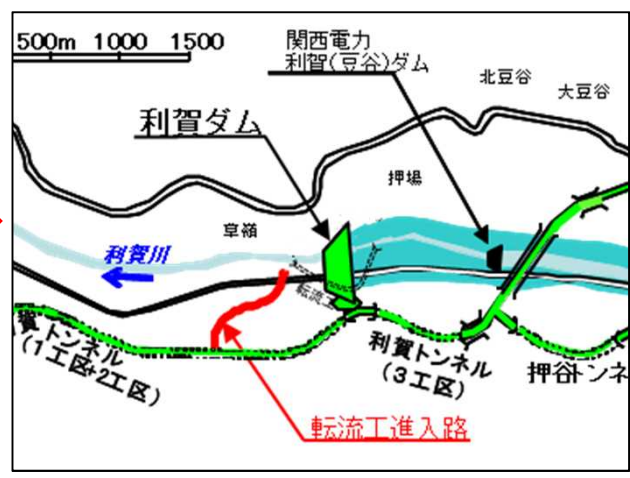 500m 1000 1500
関西電力
利賀(豆谷)ダム
北豆谷
大豆谷
利賀ダム
押場
草嶺
利賀川
転流工
賀トンネル
(1工区+2工区)
利賀トンネル
(3工区)
押谷トンネ
転流工進入路